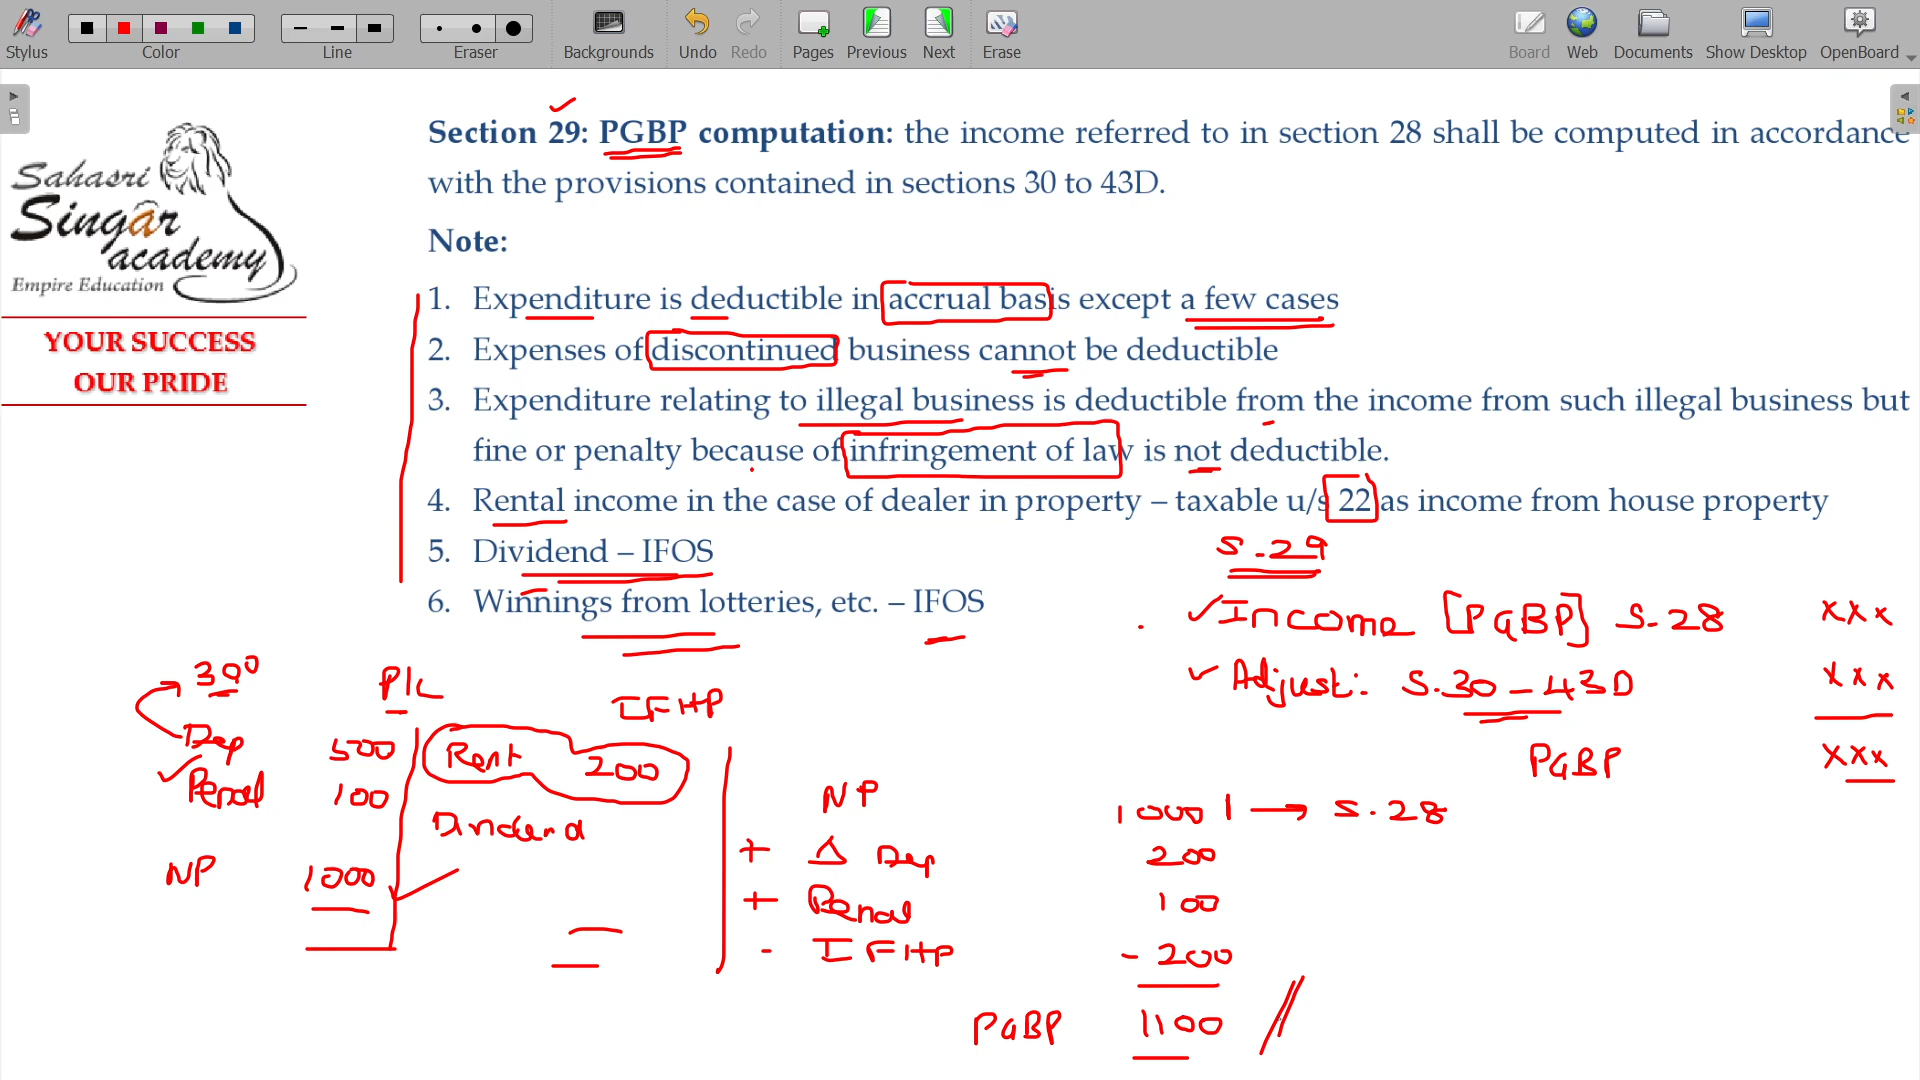 Stylus
Color
Line
Eraser
Backgrounds
Undo
Redo
Pages
Previous
Next
Erase
Board
Web
Documents
Show Desktop
OpenBoard
Sahasri
Singar
academy
Empire Education
YOUR SUCCESS
OUR PRIDE
Section 29: PGBP computation: the income referred to in section 28 shall be computed in accordance
with the provisions contained in sections 30 to 43D.
Note:
1. Expenditure is deductible in accrual basis except a few cases
2. Expenses of discontinued business cannot be deductible
3. Expenditure relating to illegal business is deductible from the income from such illegal business but
fine or penalty because of infringement of law is not deductible.
4. Rental income in the case of dealer in property – taxable u/s 22 as income from house property
5. Dividend – IFOS
6. Winnings from lotteries, etc. – IFOS
S.29
Income [PGBP] S-28 xxx
Adjust: S.30-43D xxx
PGBP xxx
300
P/L
IFHP
Dep 500 Rent 200
Penal 100
Dividend
NP 1000
NP 1000 → S.28
+ Δ Dep 200
+ Penal 100
- IFHP -200
PGBP 1100